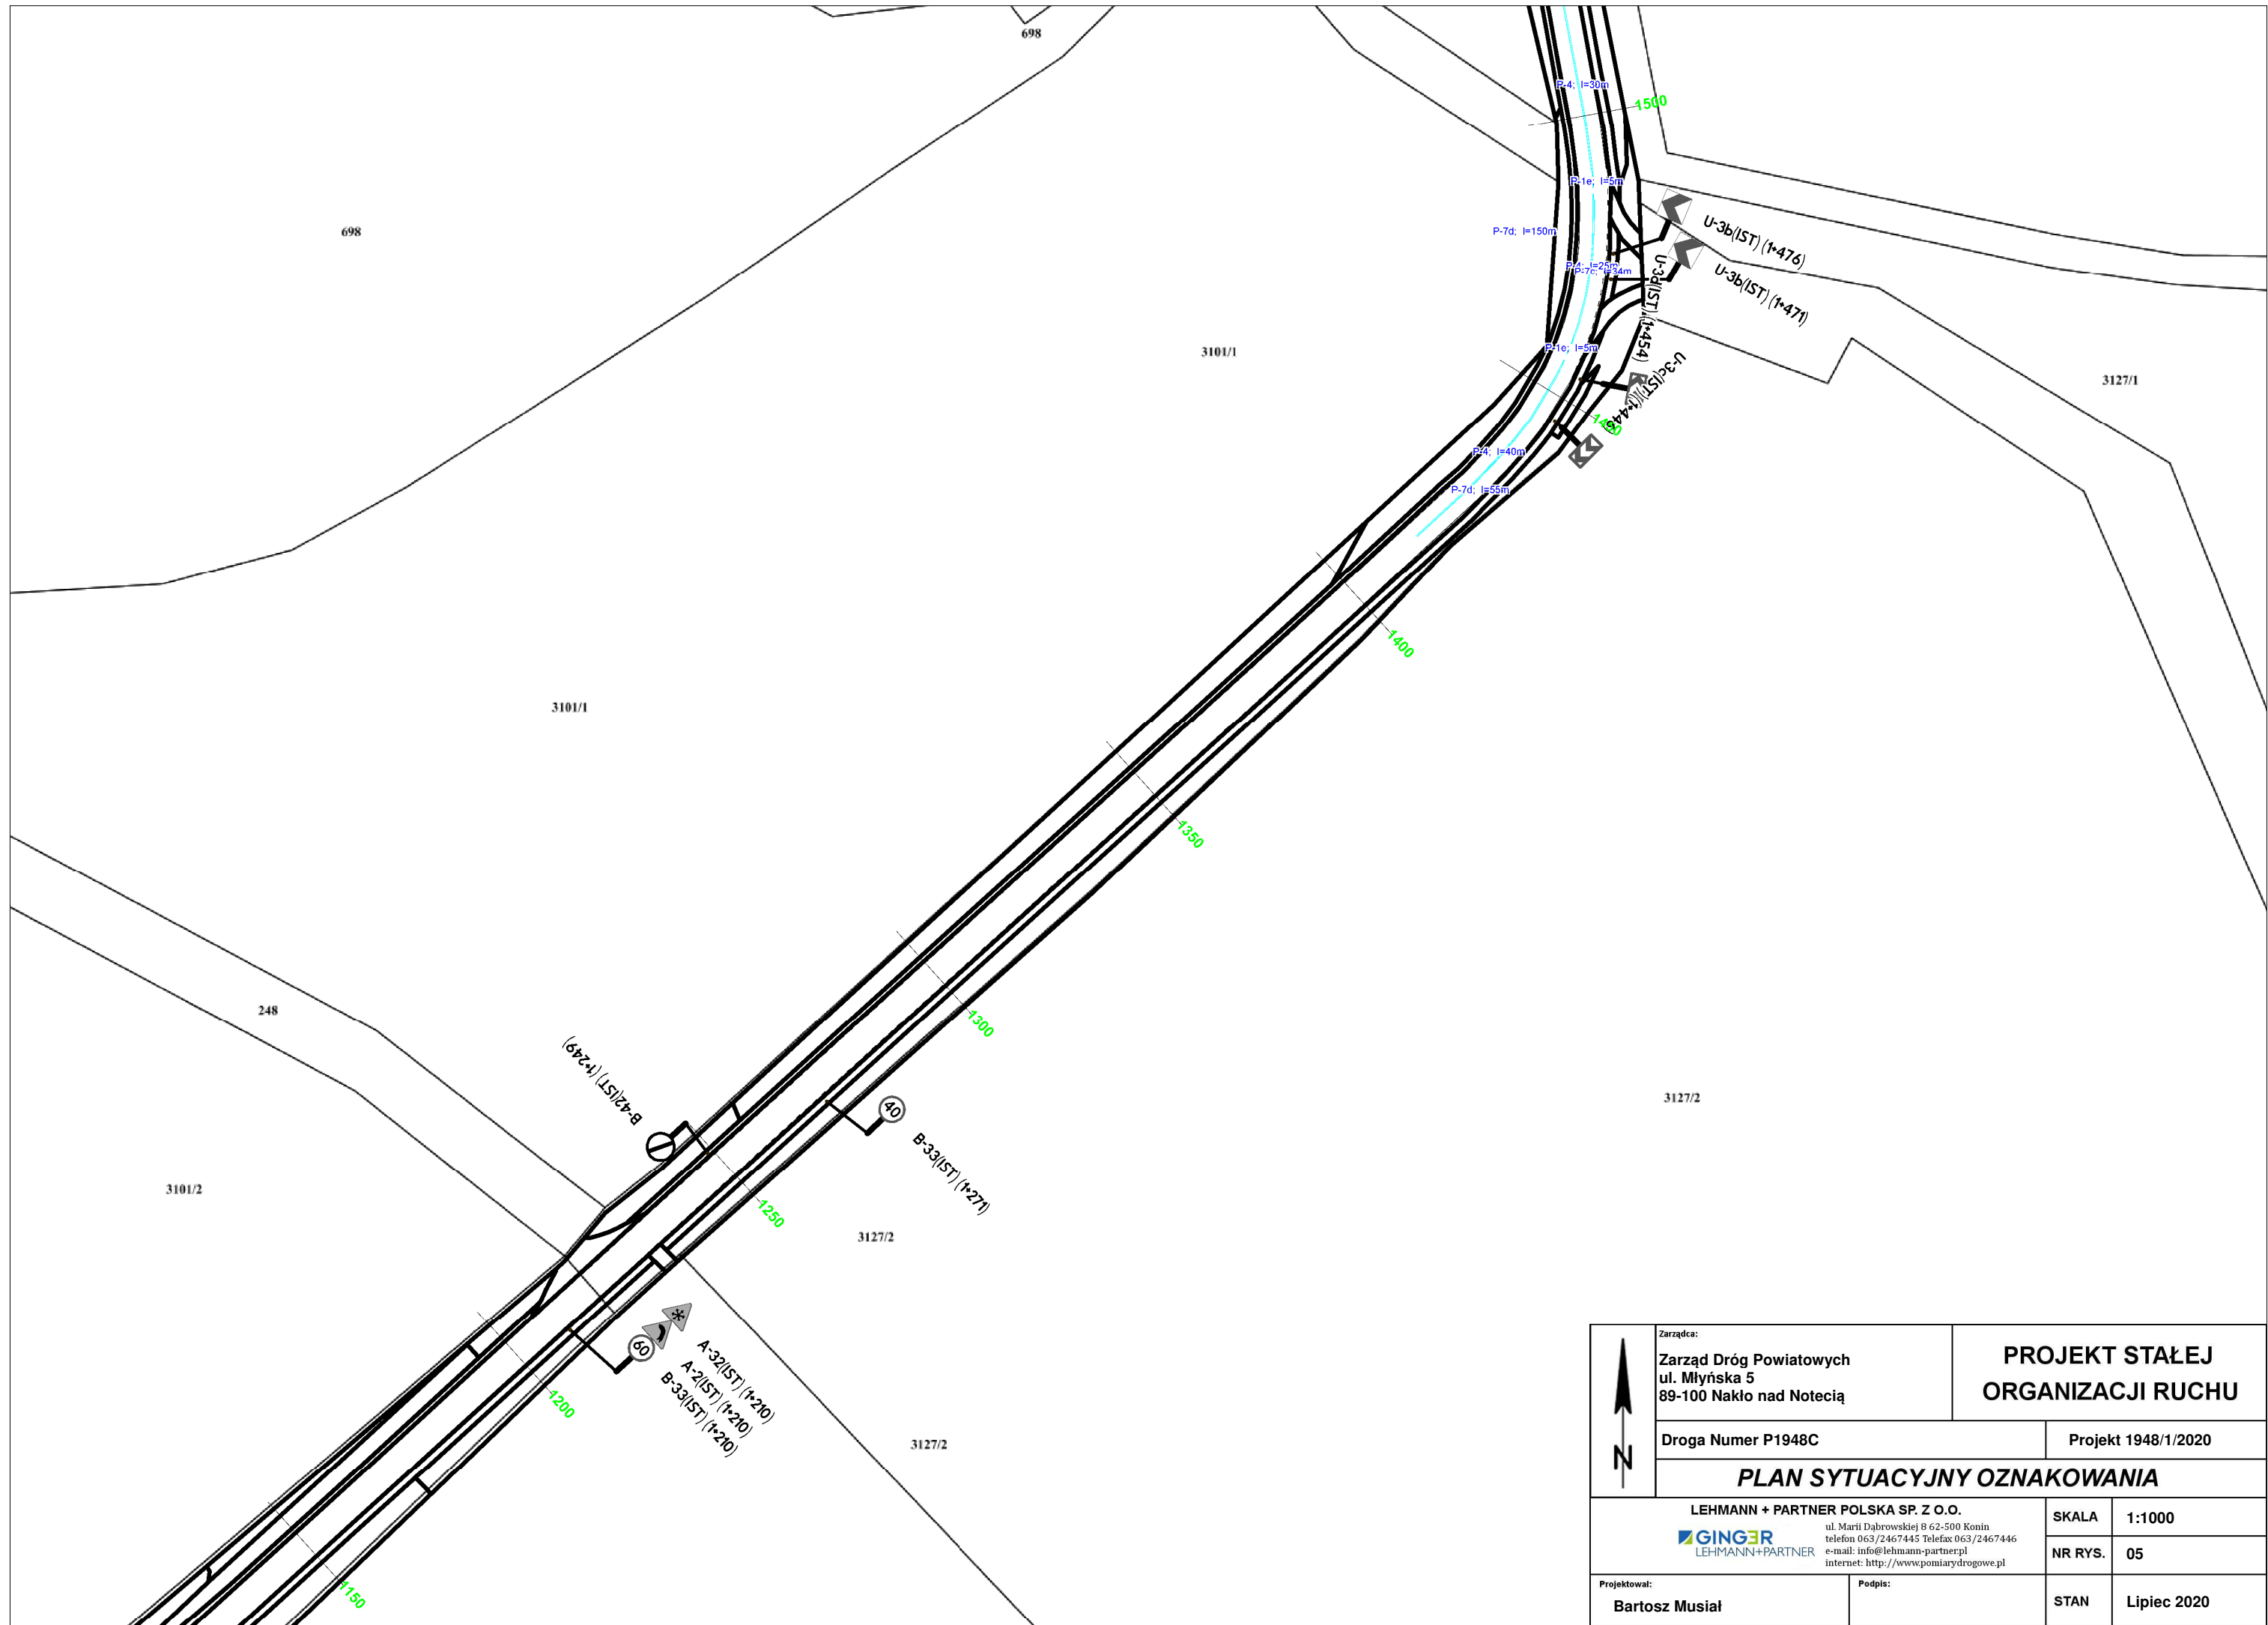 698
698
P-4; l=30m
1500
P-1e; l=5m
P-7d; l=150m
U-3b(IST) (1+476)
P-4; l=25m
P-7c; l=34m
U-3b(IST) (1+471)
U-3d(IST) (1+454)
P-1e; l=5m
U-3c(IST)
3101/1
3127/1
P-4; l=40m
P-7d; l=55m
1400
3101/1
1350
248
1300
B-42(IST) (1+249)
40
B-33(IST) (1+271)
3127/2
3101/2
1250
3127/2
60
A-32(IST) (1+210)
A-2(IST) (1+210)
B-33(IST) (1+210)
1200
3127/2
1150
N
Zarządca:
Zarząd Dróg Powiatowych
ul. Młyńska 5
89-100 Nakło nad Notecią
PROJEKT STAŁEJ
ORGANIZACJI RUCHU
Droga Numer P1948C
Projekt 1948/1/2020
PLAN SYTUACYJNY OZNAKOWANIA
LEHMANN + PARTNER POLSKA SP. Z O.O.
GINGER
LEHMANN+PARTNER
ul. Marii Dąbrowskiej 8 62-500 Konin
telefon 063/2467445 Telefax 063/2467446
e-mail: info@lehmann-partner.pl
internet: http://www.pomiarydrogowe.pl
SKALA
1:1000
NR RYS.
05
Projektował:
Bartosz Musiał
Podpis:
STAN
Lipiec 2020